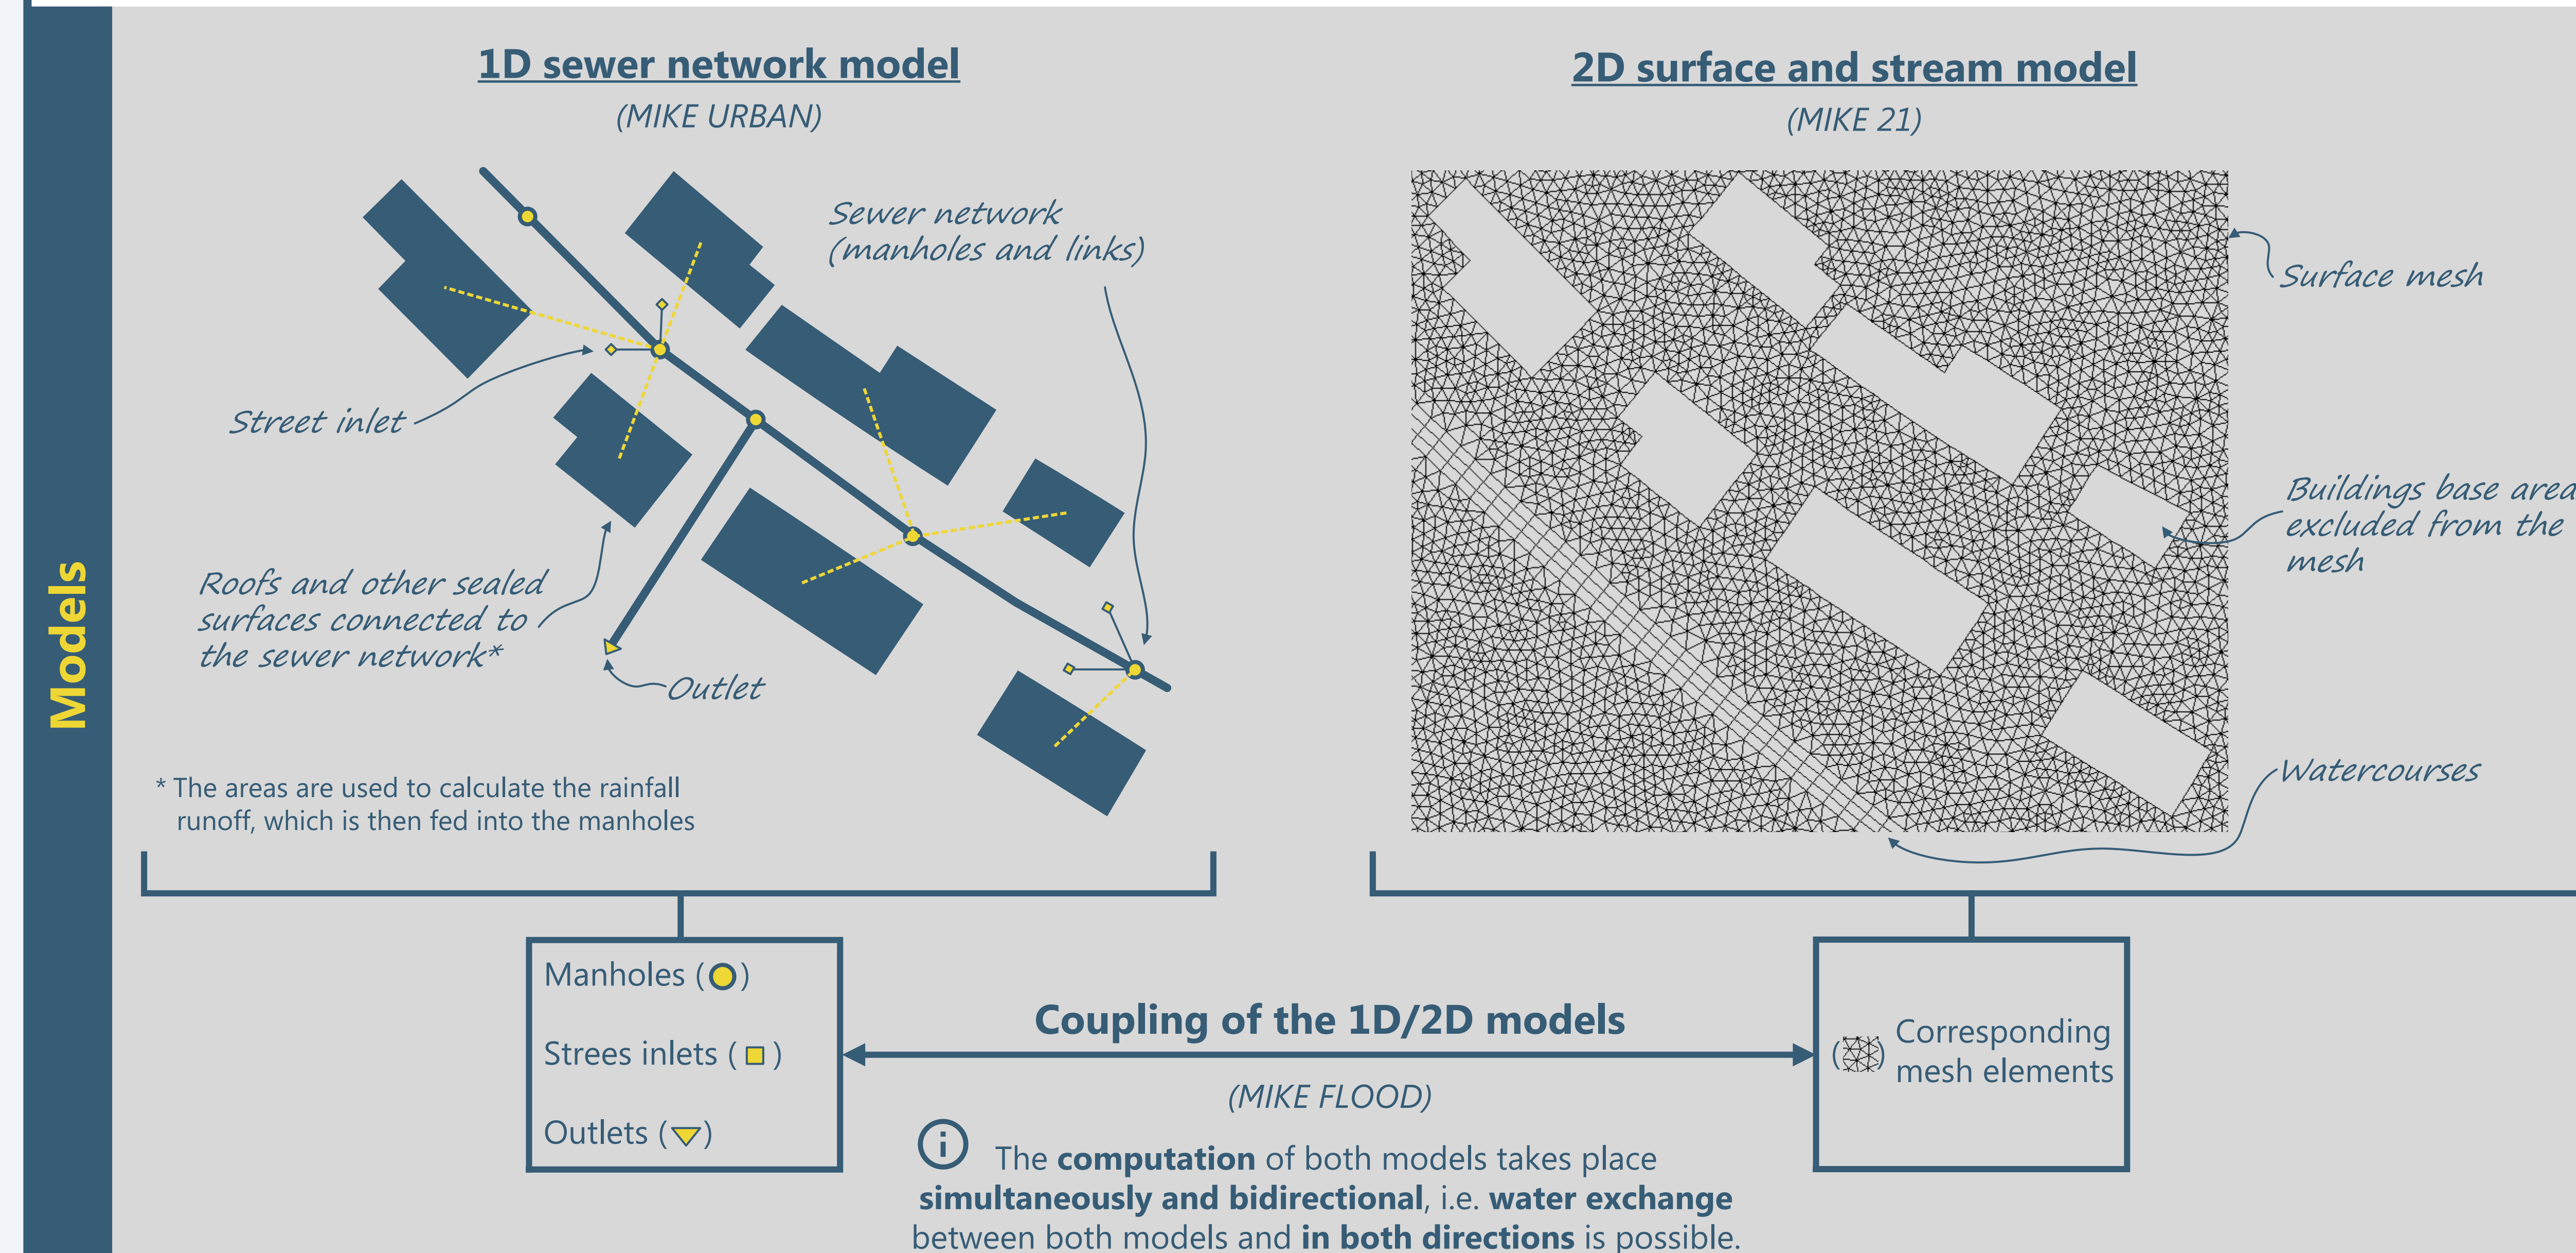 Models
1D sewer network model
(MIKE URBAN)
Sewer network
(manholes and links)
Street inlet
Roofs and other sealed
surfaces connected to
the sewer network*
Outlet
* The areas are used to calculate the rainfall
runoff, which is then fed into the manholes
2D surface and stream model
(MIKE 21)
Surface mesh
Buildings base area
excluded from the
mesh
Watercourses
Manholes ( )
Strees inlets ( )
Outlets ( )
Coupling of the 1D/2D models
(MIKE FLOOD)
i
The computation of both models takes place
simultaneously and bidirectional, i.e. water exchange
between both models and in both directions is possible.
( ) Corresponding
mesh elements